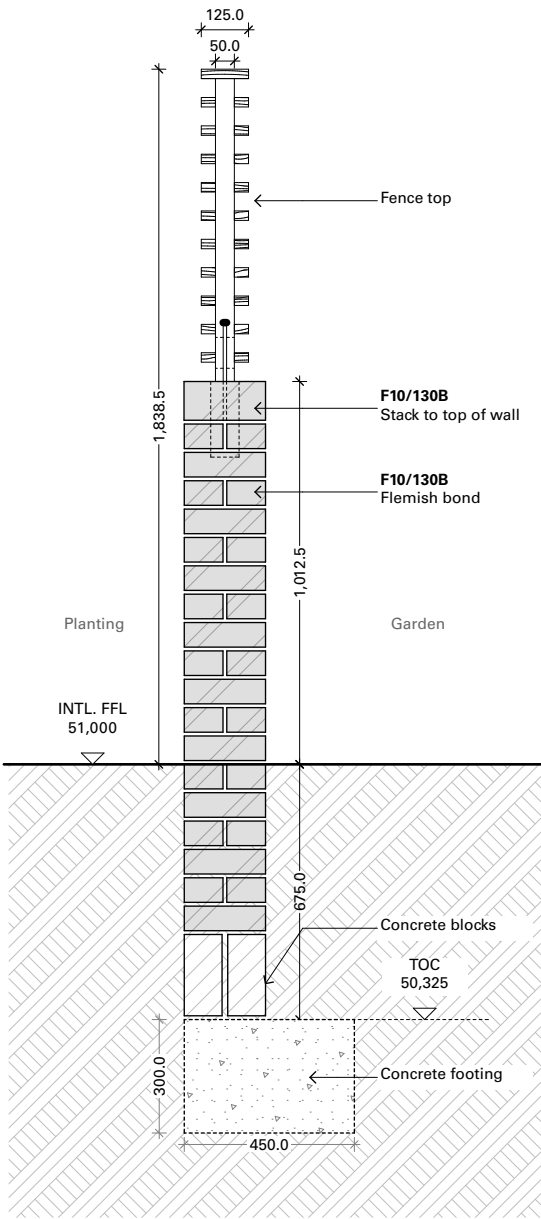 125.0
50.0
Fence top
1,838.5
F10/130B
Stack to top of wall
F10/130B
Flemish bond
1,012.5
Planting
Garden
INTL. FFL
51,000
675.0
Concrete blocks
TOC
50,325
300.0
Concrete footing
450.0